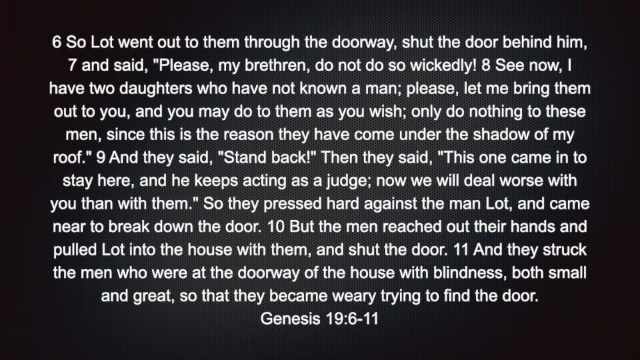 6 So Lot went out to them through the doorway, shut the door behind him,
7 and said, "Please, my brethren, do not do so wickedly! 8 See now, I
have two daughters who have not known a man; please, let me bring them
out to you, and you may do to them as you wish; only do nothing to these
men, since this is the reason they have come under the shadow of my
roof." 9 And they said, "Stand back!" Then they said, "This one came in to
stay here, and he keeps acting as a judge; now we will deal worse with
you than with them." So they pressed hard against the man Lot, and came
near to break down the door. 10 But the men reached out their hands and
pulled Lot into the house with them, and shut the door. 11 And they struck
the men who were at the doorway of the house with blindness, both small
and great, so that they became weary trying to find the door.
Genesis 19:6-11